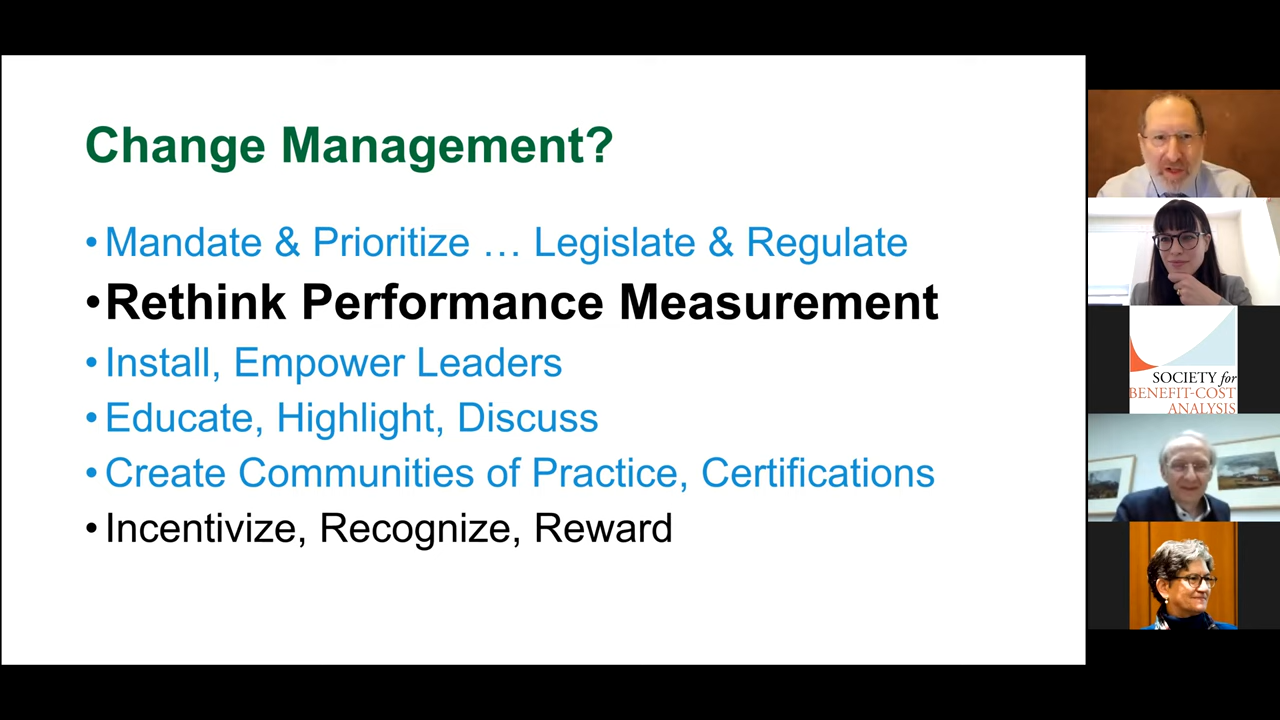 Change Management?
• Mandate & Prioritize … Legislate & Regulate
• Rethink Performance Measurement
• Install, Empower Leaders
• Educate, Highlight, Discuss
• Create Communities of Practice, Certifications
• Incentivize, Recognize, Reward
SOCIETY for
BENEFIT-COST
ANALYSIS